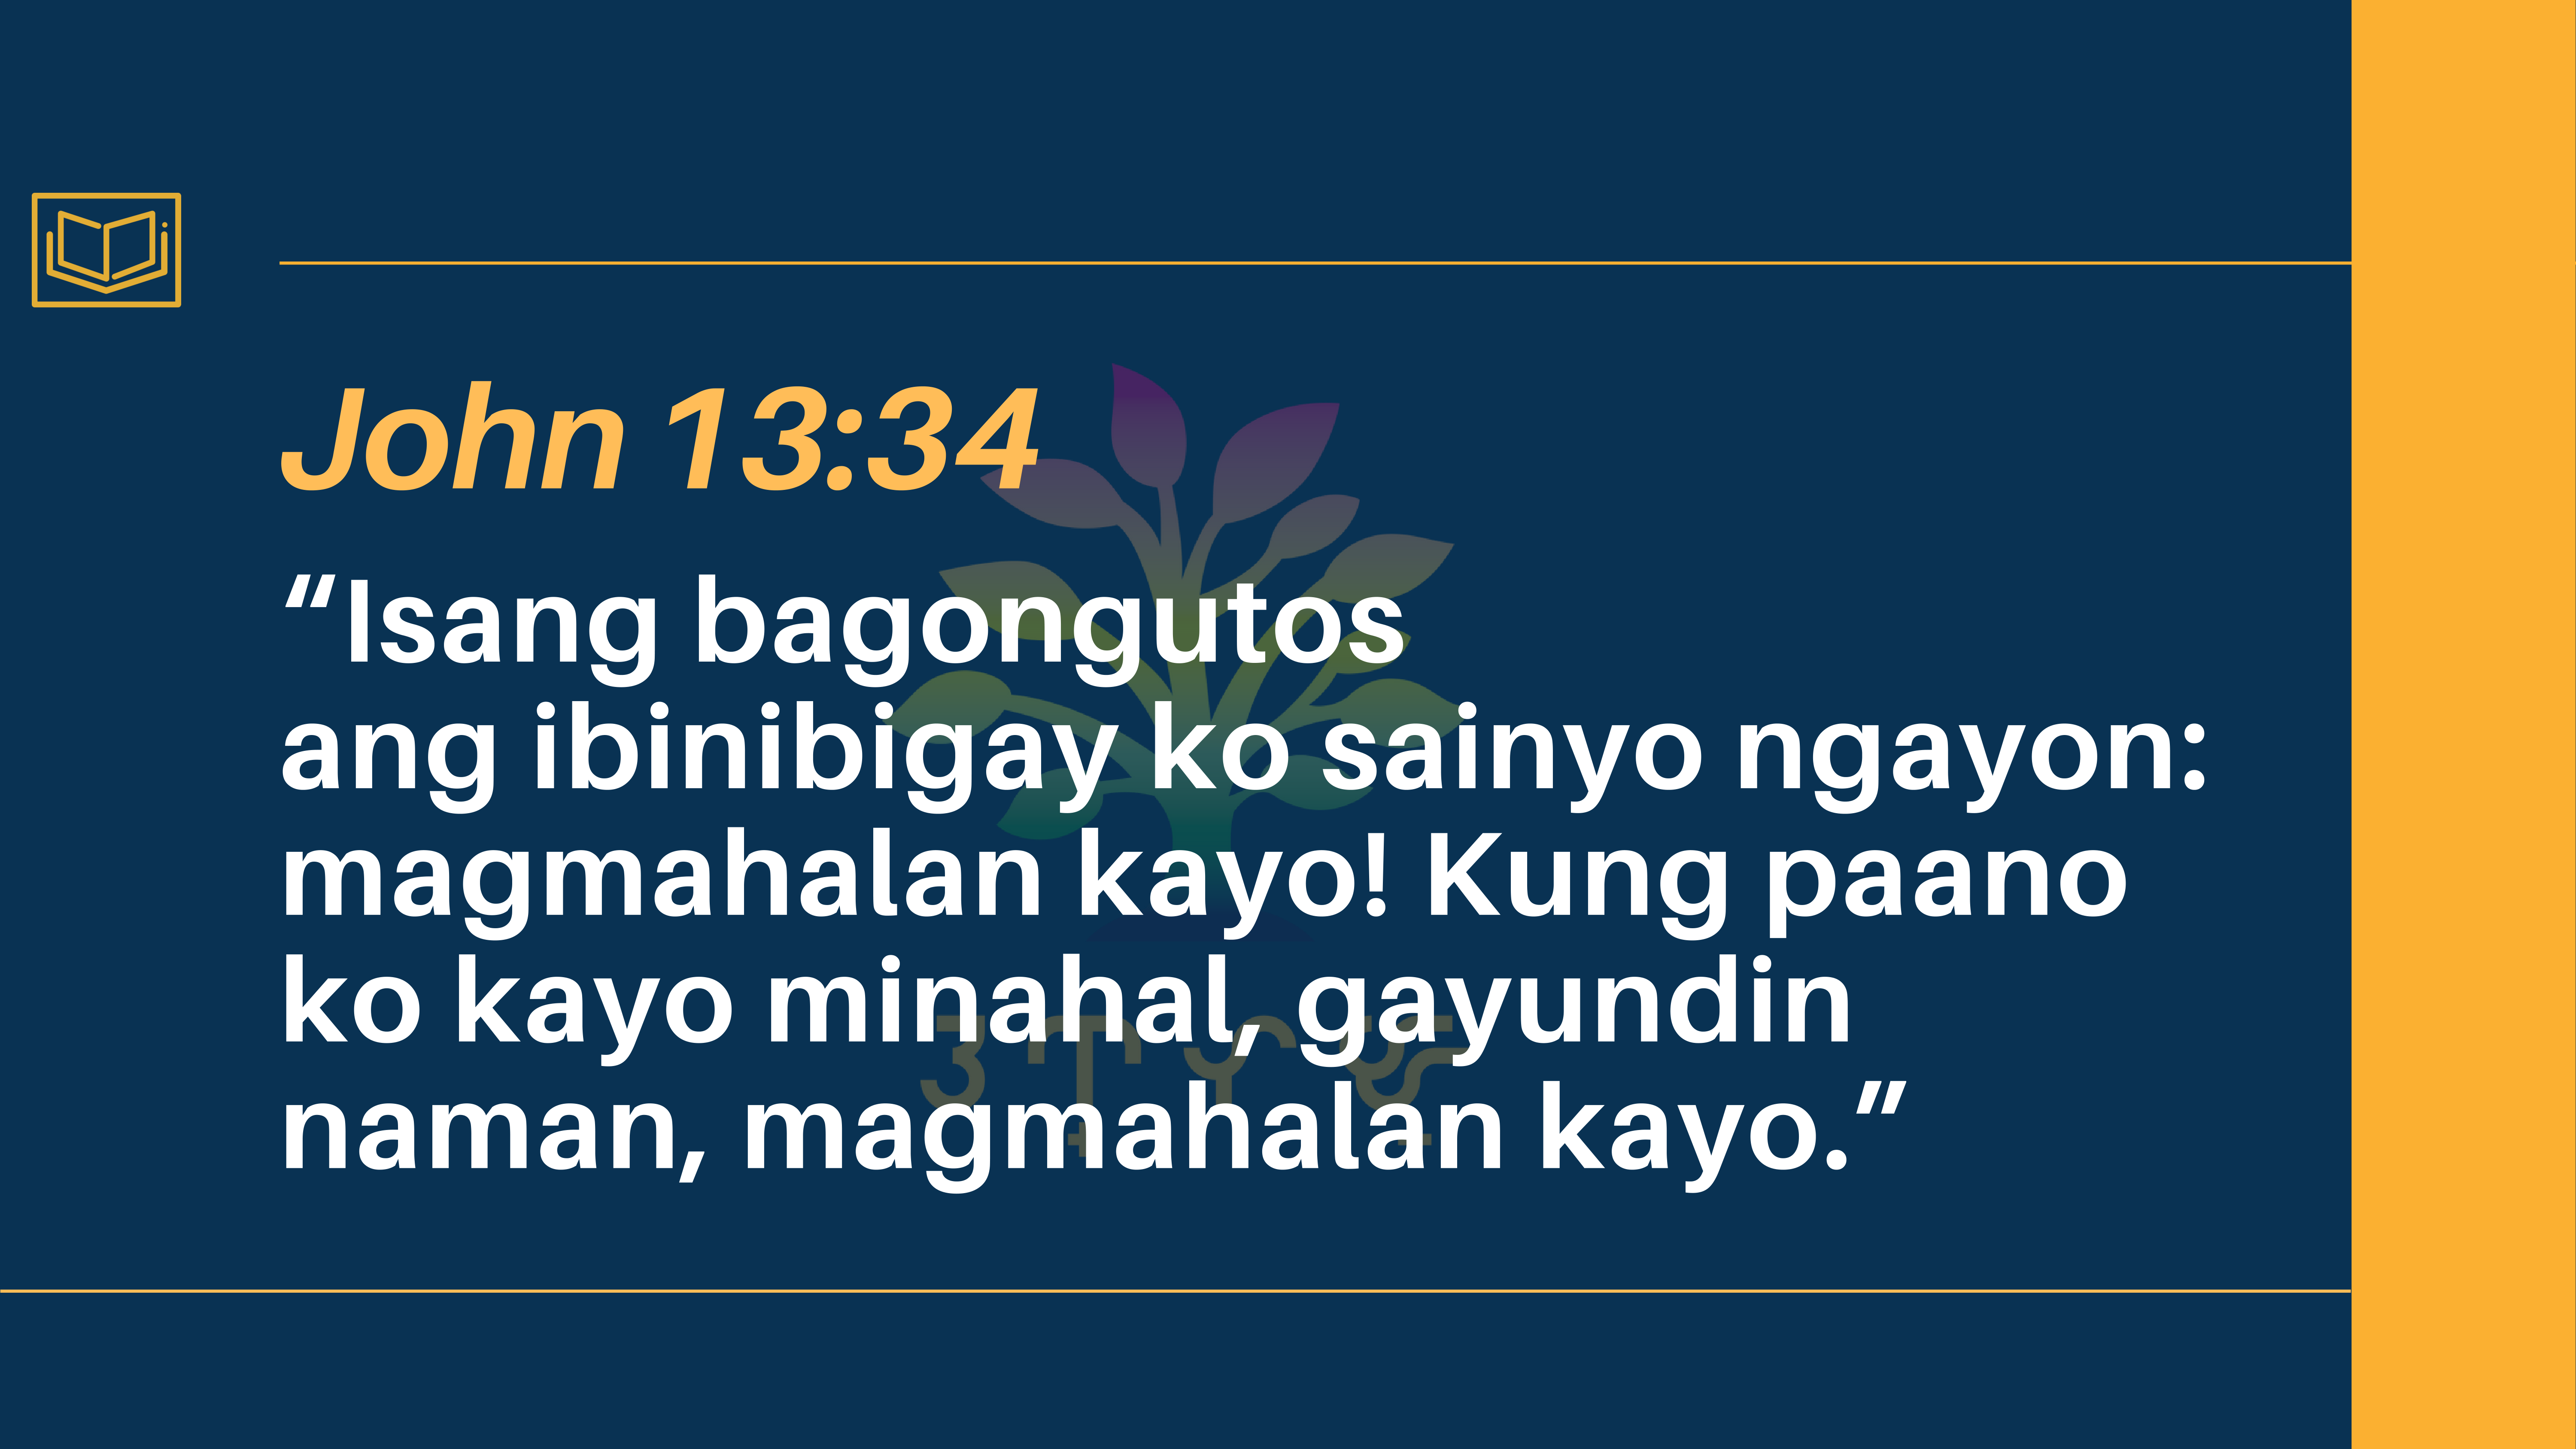 John 13:34
“Isang bagongutos
ang ibinibigay ko sainyo ngayon:
magmahalan kayo! Kung paano
ko kayo minahal, gayundin
naman, magmahalan kayo.”